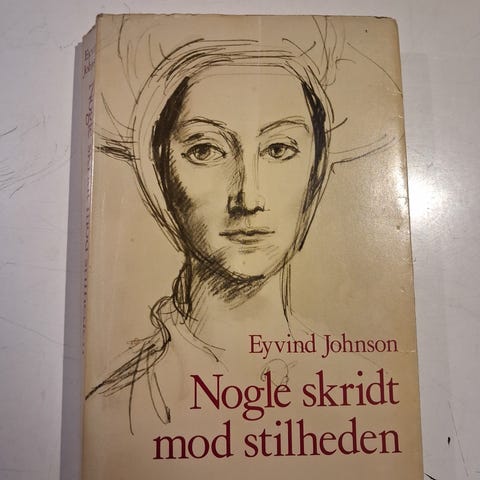 Eyvind Johnson
Nogle skridt
mod stilheden